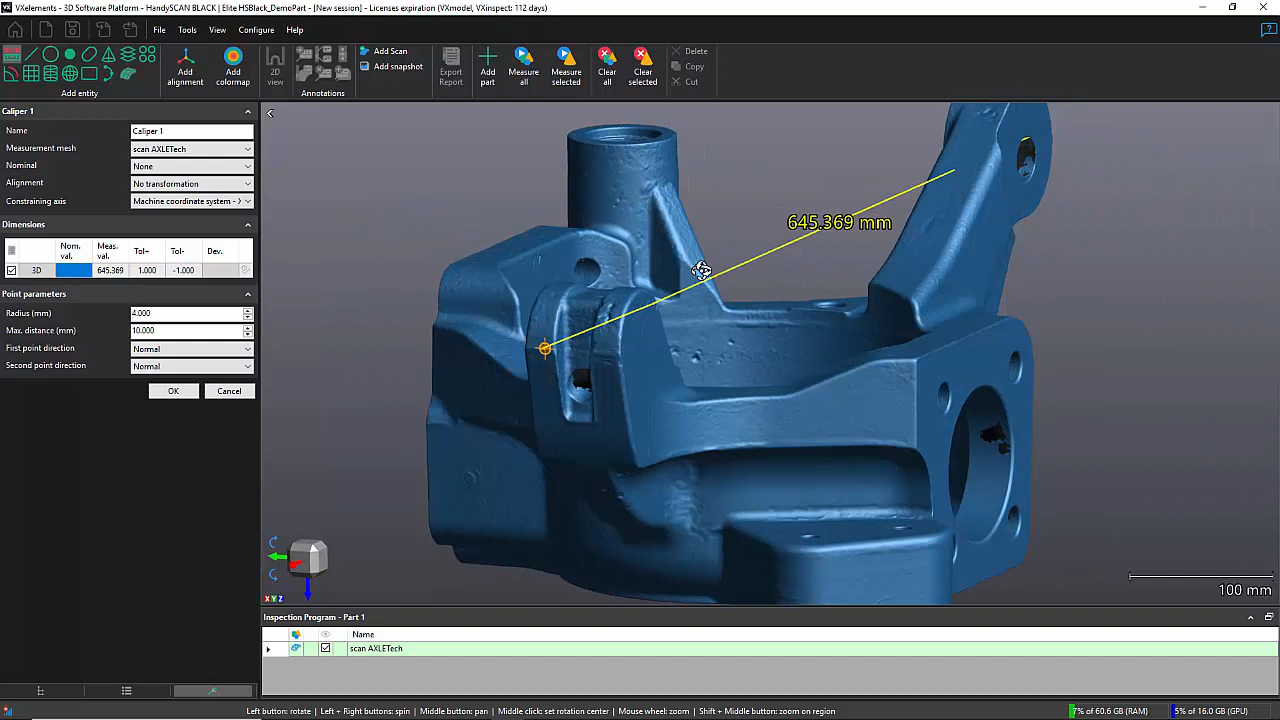 VXelements - 3D Software Platform - HandySCAN BLACK | Elite HSBlack_DemoPart - [New session] - Licenses expiration (VXmodel, VXinspect: 112 days)
File Tools View Configure Help
Add entity
Add alignment
Add colormap
2D view
Annotations
Add Scan
Add snapshot
Export Report
Add part
Measure all
Measure selected
Clear all
Clear selected
Delete
Copy
Cut
Caliper 1
Name Caliper 1
Measurement mesh scan AXLETech
Nominal None
Alignment No transformation
Constraining axis Machine coordinate system -
Dimensions
Nom. val. Meas. val. Tol+ Tol- Dev.
3D 645.369 1.000 -1.000
Point parameters
Radius (mm) 4.000
Max. distance (mm) 10.000
First point direction Normal
Second point direction Normal
OK Cancel
645.369 mm
100 mm
X Y Z
Inspection Program - Part 1
Name
scan AXLETech
Left button: rotate | Left + Right buttons: spin | Middle button: pan | Middle click: set rotation center | Mouse wheel: zoom | Shift + Middle button: zoom on region
7% of 60.6 GB (RAM) 5% of 16.0 GB (GPU)